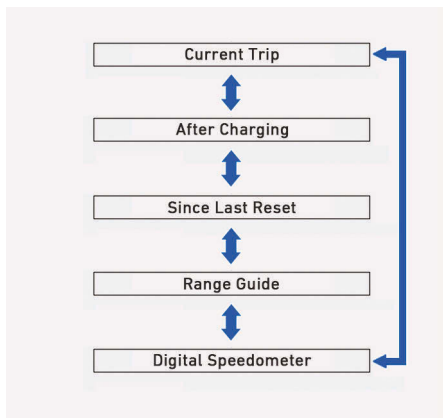 Current Trip
After Charging
Since Last Reset
Range Guide
Digital Speedometer